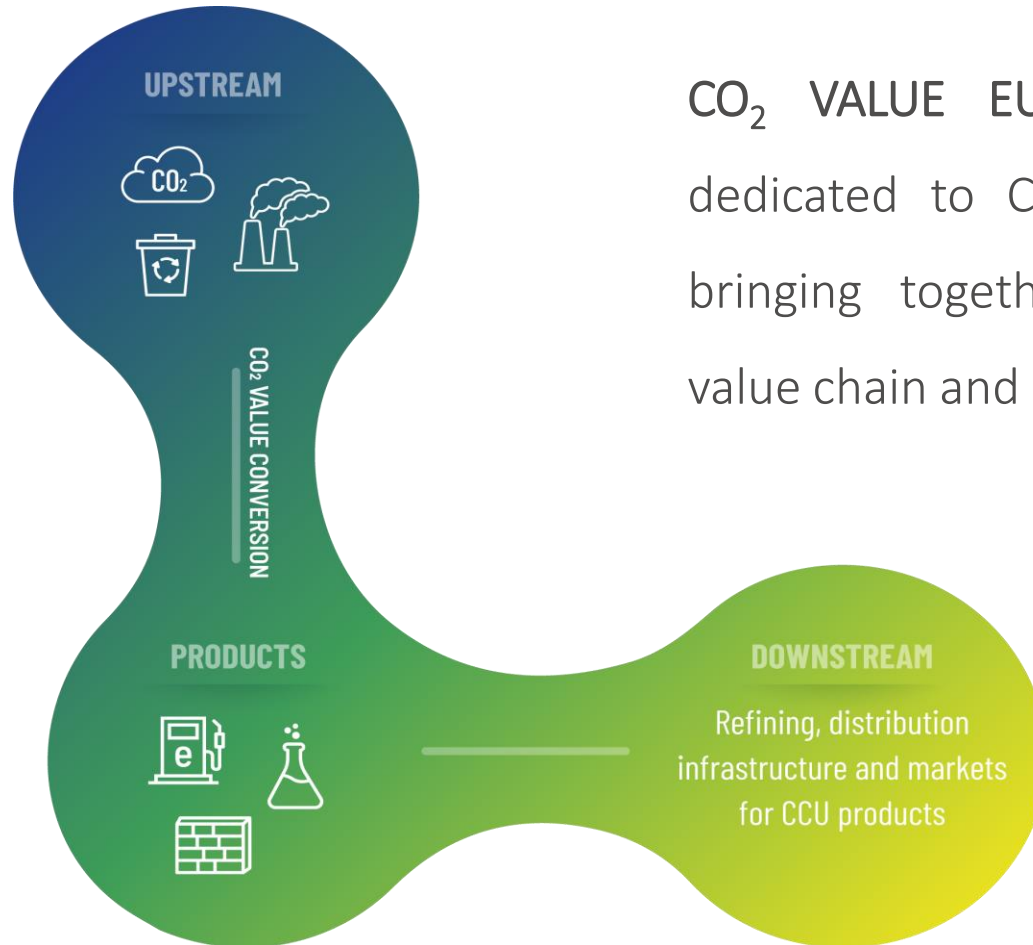 UPSTREAM
CO₂
CO₂ VALUE CONVERSION
PRODUCTS
e
DOWNSTREAM
Refining, distribution
infrastructure and markets
for CCU products
CO₂ VALUE
dedicated to
bringing
value chain and